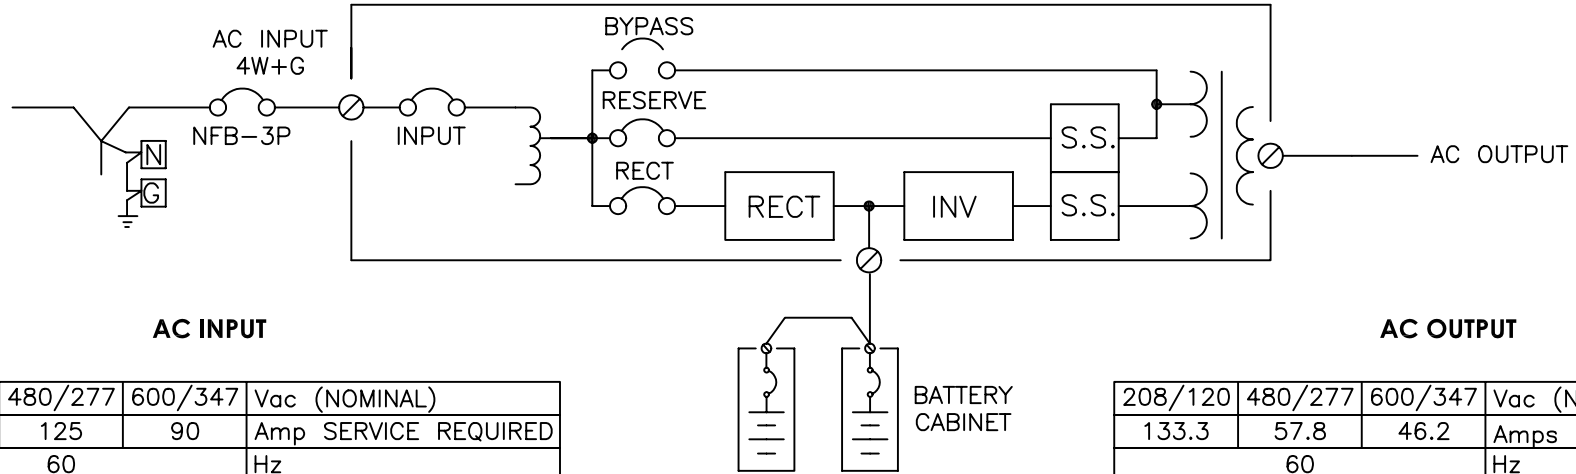 BYPASS
AC INPUT
4W+G
RESERVE
NFB-3P
INPUT
S.S.
N
AC OUTPUT
RECT
G
RECT
INV
S.S.
AC INPUT
AC OUTPUT
480/277 600/347 Vac (NOMINAL)
125 90 Amp SERVICE REQUIRED
60 Hz
BATTERY
CABINET
208/120 480/277 600/347 Vac (N
133.3 57.8 46.2 Amps
60 Hz